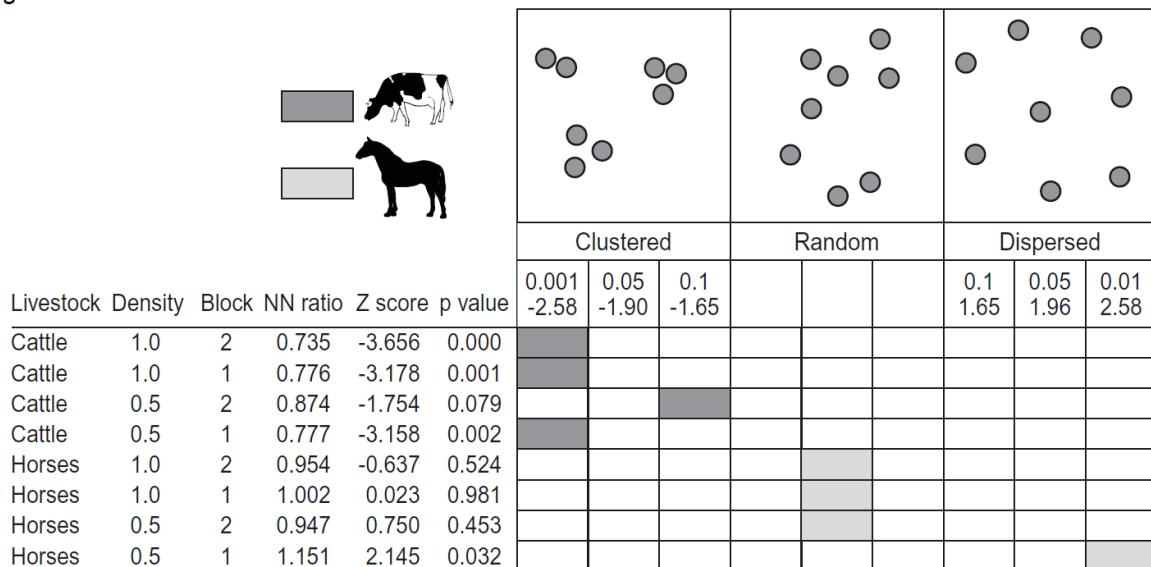 Clustered Random Dispersed
0.001 0.05 0.1 0.1 0.05 0.01
Livestock Density Block NN ratio Z score p value -2.58 -1.90 -1.65 1.65 1.96 2.58
Cattle 1.0 2 0.735 -3.656 0.000
Cattle 1.0 1 0.776 -3.178 0.001
Cattle 0.5 2 0.874 -1.754 0.079
Cattle 0.5 1 0.777 -3.158 0.002
Horses 1.0 2 0.954 -0.637 0.524
Horses 1.0 1 1.002 0.023 0.981
Horses 0.5 2 0.947 0.750 0.453
Horses 0.5 1 1.151 2.145 0.032